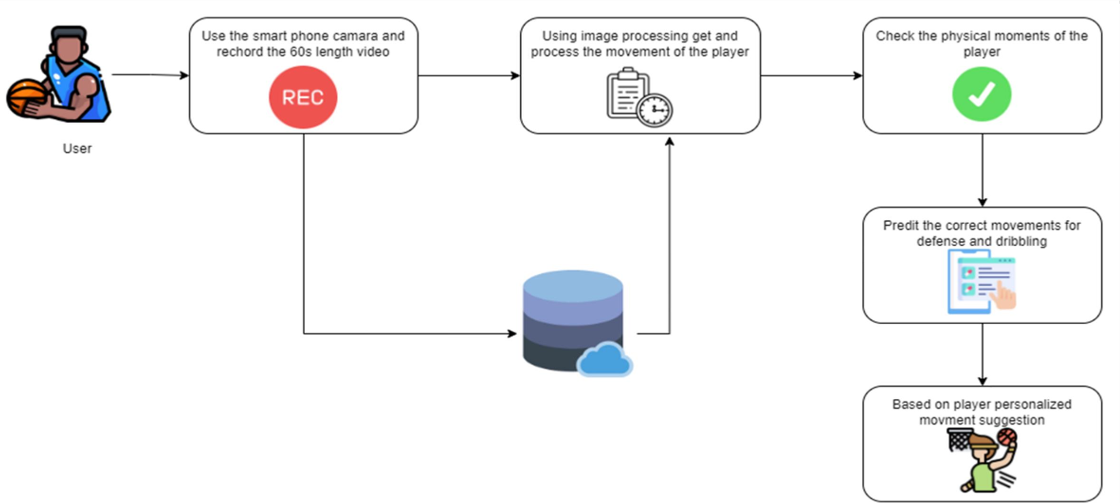 Use the smart phone camara and
rechord the 60s length video
REC
Using image processing get and
process the movement of the player
Check the physical moments of the
player
User
Predit the correct movements for
defense and dribbling
Based on player personalized
movment suggestion